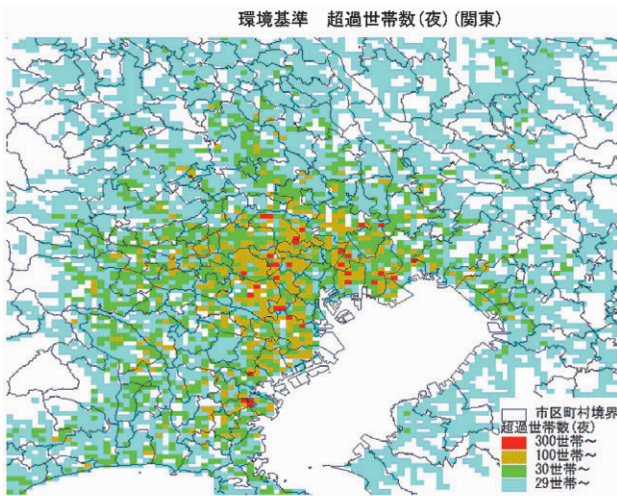 環境基準　超過世帯数(夜)(関東)
市区町村境界
超過世帯数(夜)
300世帯～
100世帯～
30世帯～
29世帯～